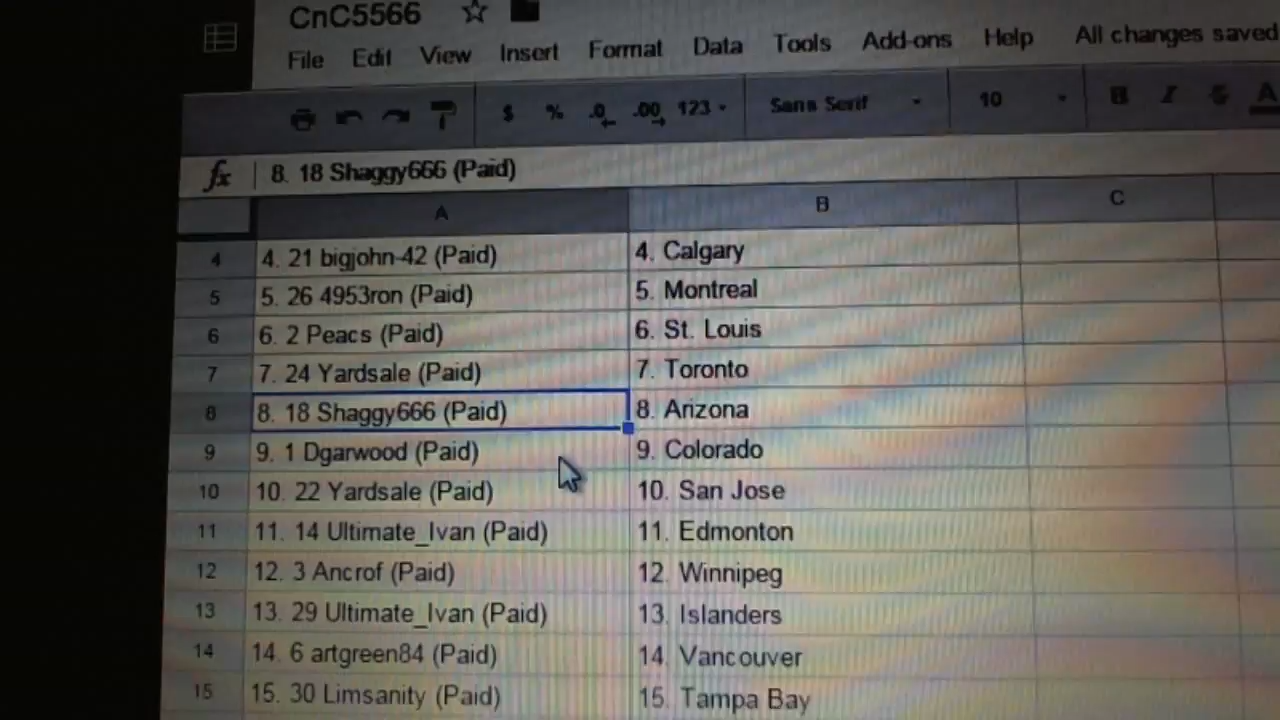 CnC5566
File Edit View Insert Format Data Tools Add-ons Help All changes saved
$ % .0 .00 123 Sans Serif 10 B I S A
fx 8. 18 Shaggy666 (Paid)
A B C
4 4. 21 bigjohn-42 (Paid) 4. Calgary
5 5. 26 4953ron (Paid) 5. Montreal
6 6. 2 Peacs (Paid) 6. St. Louis
7 7. 24 Yardsale (Paid) 7. Toronto
8 8. 18 Shaggy666 (Paid) 8. Arizona
9 9. 1 Dgarwood (Paid) 9. Colorado
10 10. 22 Yardsale (Paid) 10. San Jose
11 11. 14 Ultimate_Ivan (Paid) 11. Edmonton
12 12. 3 Ancrof (Paid) 12. Winnipeg
13 13. 29 Ultimate_Ivan (Paid) 13. Islanders
14 14. 6 artgreen84 (Paid) 14. Vancouver
15 15. 30 Limsanity (Paid) 15. Tampa Bay